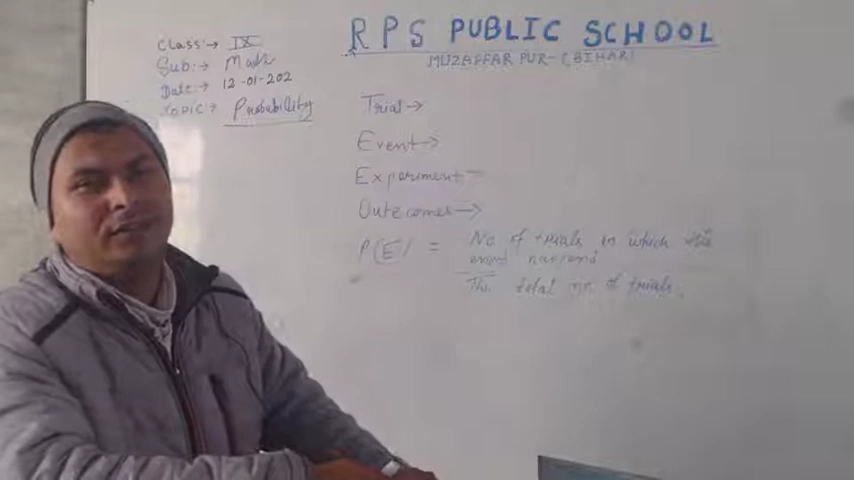 RPS PUBLIC SCHOOL
MUZAFFARPUR-(BIHAR)
Class:→ IX
Sub:→ Math
Date:→ 12-01-202
Topic:→ Probability
Trial→
Event→
Experiment→
Outcomes→
P(E) = No of trials in which the
event happend
The total no of trials.